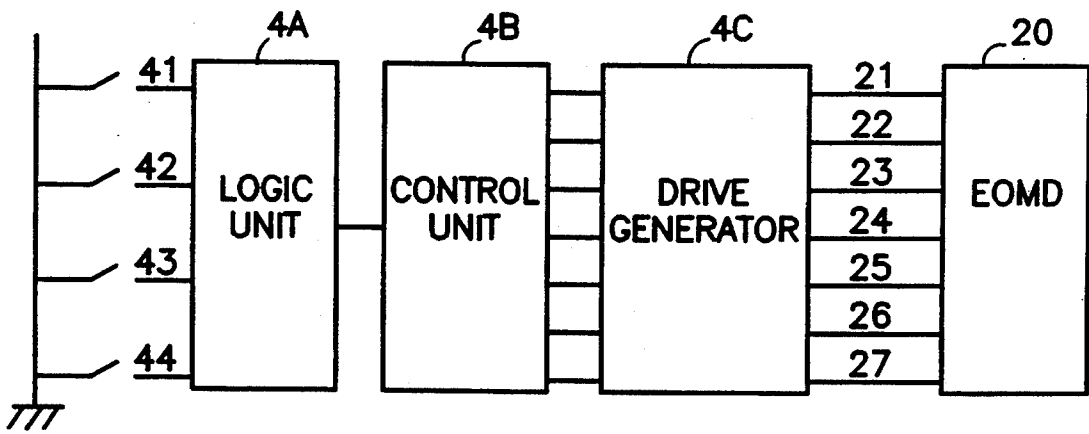 4A
4B
4C
20
41
42
43
44
LOGIC
UNIT
CONTROL
UNIT
DRIVE
GENERATOR
21
22
23
24
25
26
27
EOMD